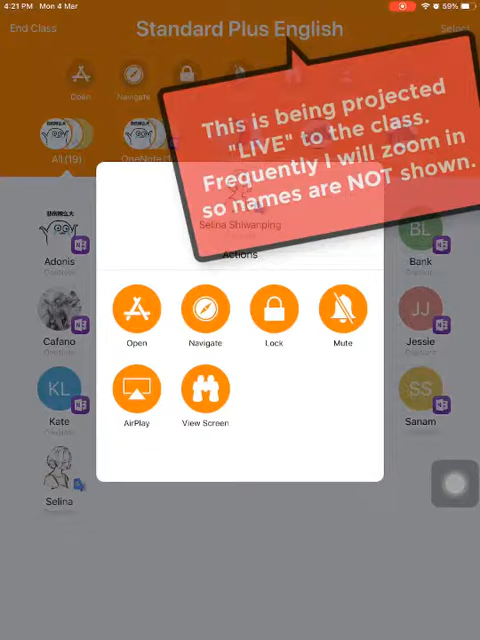 4:21 PM Mon 4 Mar
59%
End Class
Standard Plus English
Select
Open
Navigate
This is being projected
"LIVE" to the class.
Frequently I will zoom in
so names are NOT shown.
All (19)
OneNote
Selina Shiwanping
Actions
Adonis
Bank
Open
Navigate
Lock
Mute
Cafano
JJ
Jessie
AirPlay
View Screen
KL
Kate
SS
Sanam
Selina